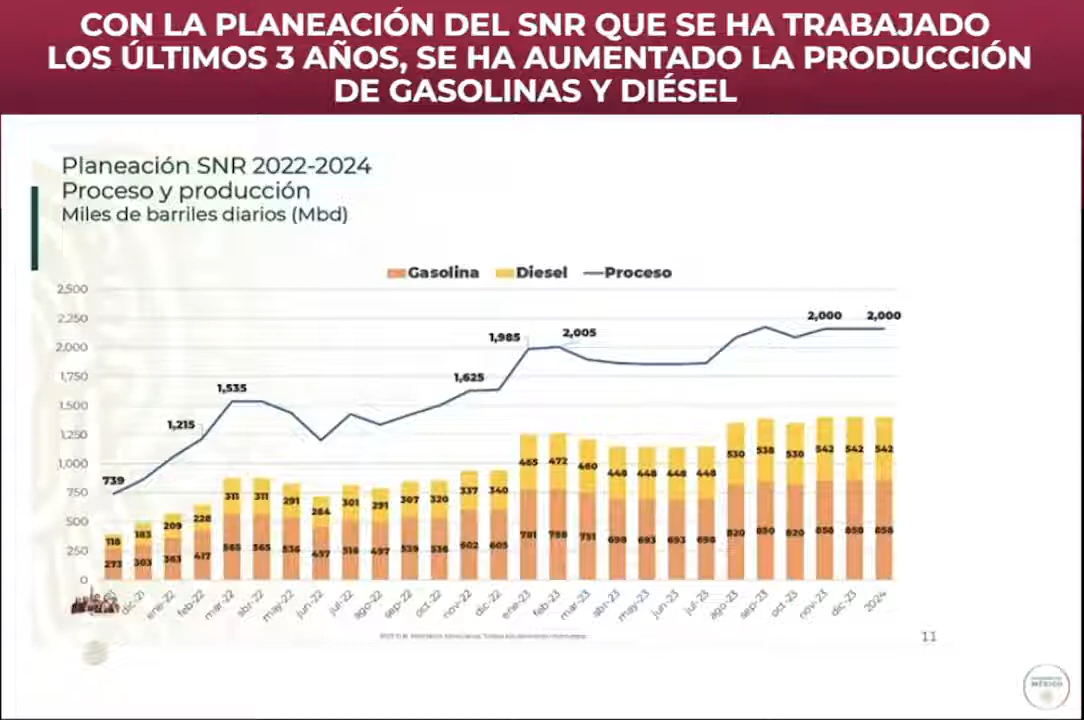 CON LA PLANEACIÓN DEL SNR QUE SE HA TRABAJADO
LOS ÚLTIMOS 3 AÑOS, SE HA AUMENTADO LA PRODUCCIÓN
DE GASOLINAS Y DIÉSEL
Planeación SNR 2022-2024
Proceso y producción
Miles de barriles diarios (Mbd)
Gasolina Diesel Proceso
2,500
2,250 2,000 2,000
2,000 1,985 2,005
1,750 1,625
1,500 1,535
1,250 1,215
1,000
750 739
500
250
0
118 183 209 228 311 311 291 264 301 291 307 320 337 340 465 472 460 448 448 448 448 530 538 530 542 542 542
273 303 363 417 565 565 536 457 518 497 539 536 602 605 781 788 751 698 693 693 698 820 850 820 858 858 858
dic-21 ene-22 feb-22 mar-22 abr-22 may-22 jun-22 jul-22 ago-22 sep-22 oct-22 nov-22 dic-22 ene-23 feb-23 mar-23 abr-23 may-23 jun-23 jul-23 ago-23 sep-23 oct-23 nov-23 dic-23 2024
11
MÉXICO